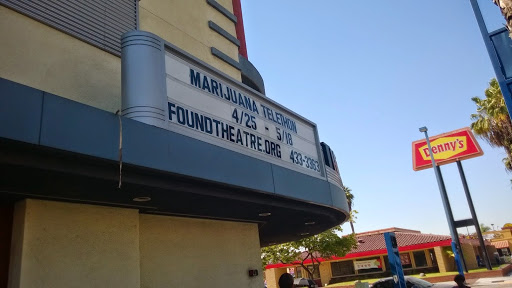 MARIJUANA TELETHON
4/25 - 5/18
FOUNDTHEATRE.ORG 433-3363
Denny's